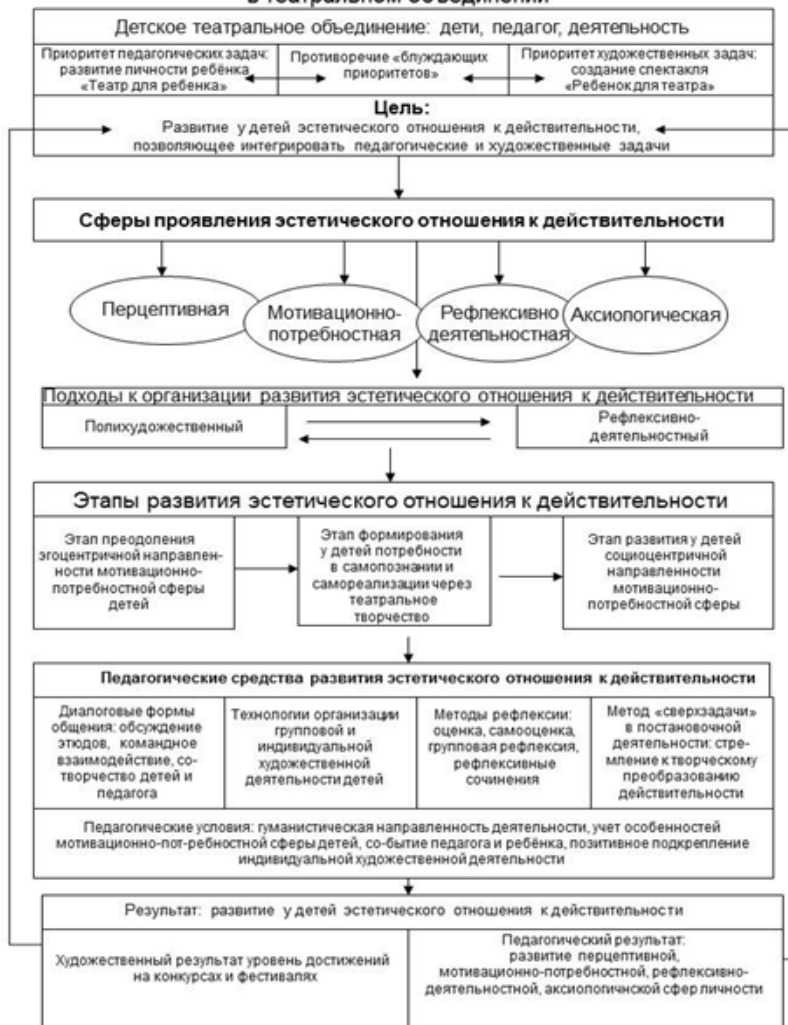 в театральном объединении
Детское театральное объединение: дети, педагог, деятельность
Приоритет педагогических задач:
развитие личности ребёнка
«Театр для ребенка»
Противоречие «блуждающих
приоритетов»
Приоритет художественных задач:
создание спектакля
«Ребенок для театра»
Цель:
Развитие у детей эстетического отношения к действительности,
позволяющее интегрировать педагогические и художественные задачи
Сферы проявления эстетического отношения к действительности
Перцептивная
Мотивационно-
потребностная
Рефлексивно
деятельностная
Аксиологическая
Подходы к организации развития эстетического отношения к действительности
Полихудожественный
Рефлексивно-
деятельностный
Этапы развития эстетического отношения к действительности
Этап преодоления
эгоцентричной направлен-
ности мотивационно-
потребностной сферы
детей
Этап формирования
у детей потребности
в самопознании и
самореализации через
театральное
творчество
Этап развития у детей
социоцентричной
направленности
мотивационно-
потребностной сферы
Педагогические средства развития эстетического отношения к действительности
Диалоговые формы
общения: обсуждение
этюдов, командное
взаимодействие, со-
творчество детей и
педагога
Технологии организации
групповой и
индивидуальной
художественной
деятельности детей
Методы рефлексии:
оценка, самооценка,
групповая рефлексия,
рефлексивные
сочинения
Метод «сверхзадачи»
в постановочной
деятельности: стре-
мление к творческому
преобразованию
действительности
Педагогические условия: гуманистическая направленность деятельности, учет особенностей
мотивационно-пот-ребностной сферы детей, со-бытие педагога и ребёнка, позитивное подкрепление
индивидуальной художественной деятельности
Результат: развитие у детей эстетического отношения к действительности
Художественный результат уровень достижений
на конкурсах и фестивалях
Педагогический результат:
развитие перцептивной,
мотивационно-потребностной, рефлексивно-
деятельностной, аксиологичнской сфер личности